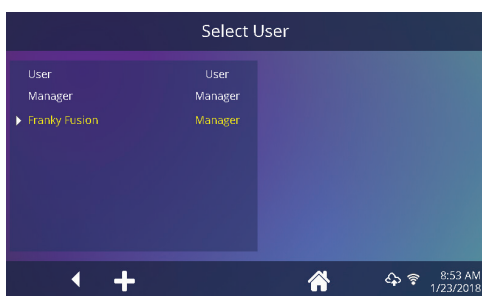 Select User
User User
Manager Manager
Franky Fusion Manager
8:53 AM
1/23/2018